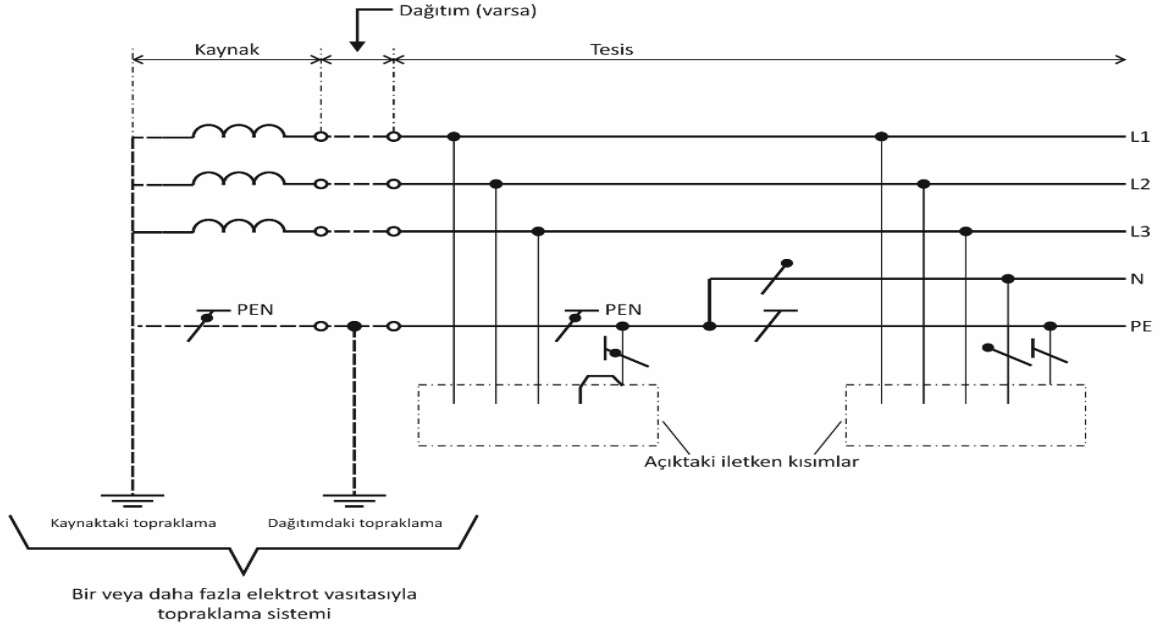 Dağıtım (varsa)
Kaynak
Tesis
L1
L2
L3
N
PEN
PEN
PE
Açıktaki iletken kısımlar
Kaynaktaki topraklama
Dağıtımdaki topraklama
Bir veya daha fazla elektrot vasıtasıyla
topraklama sistemi